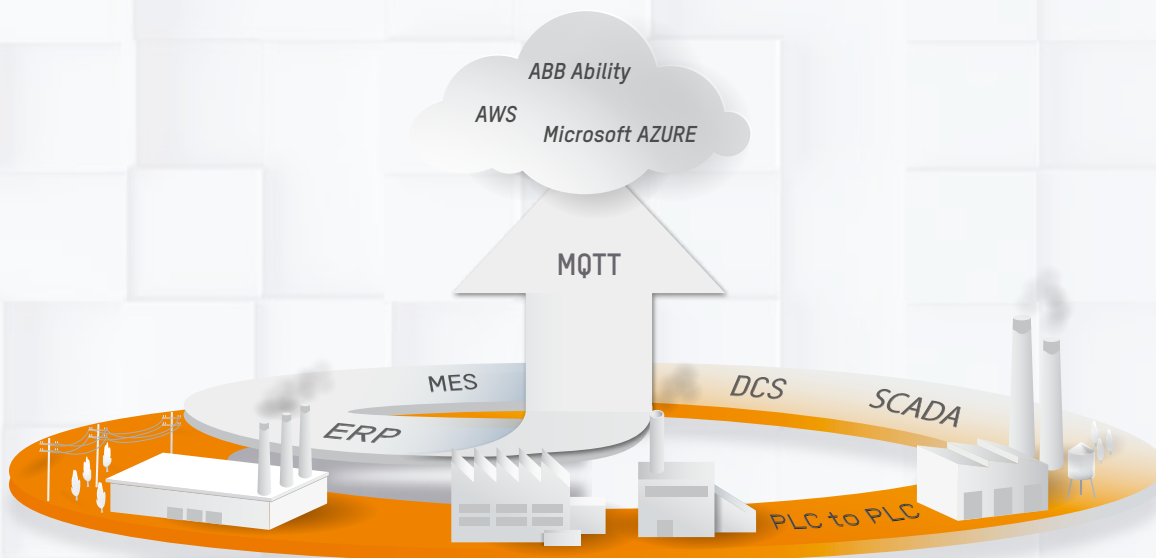 ABB Ability
AWS
Microsoft AZURE
MQTT
MES
DCS
SCADA
ERP
PLC to PLC